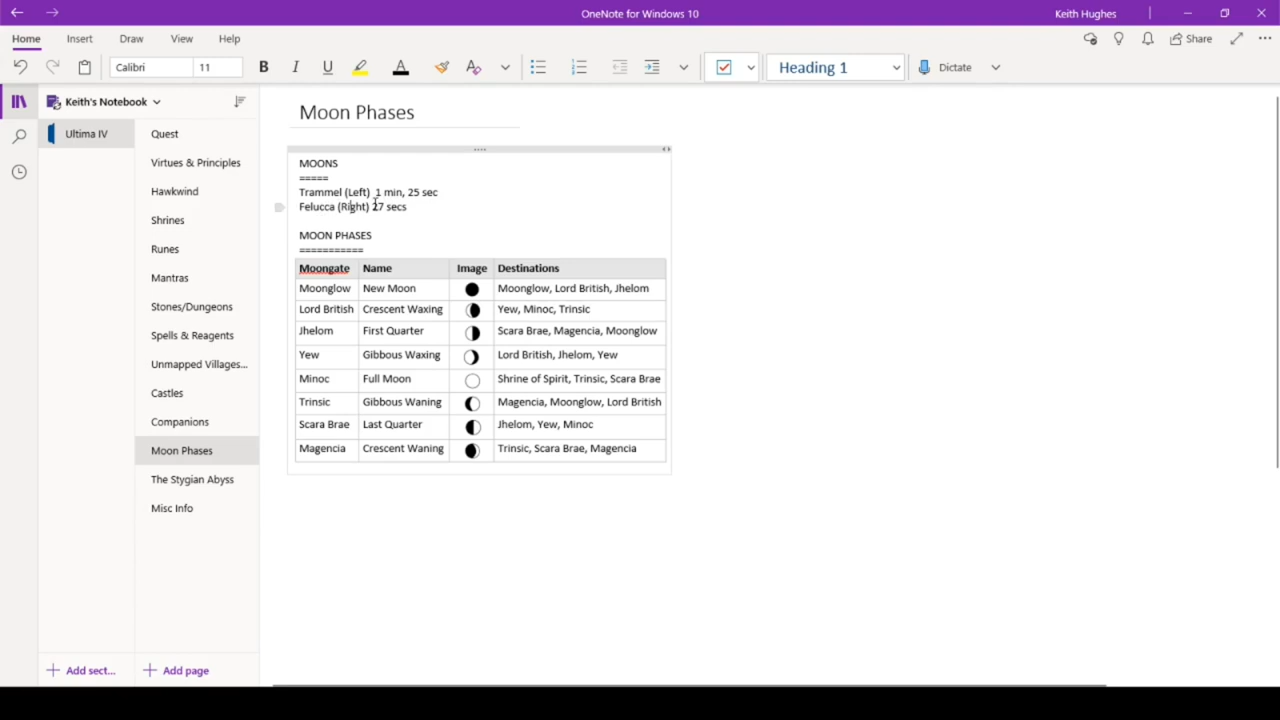 OneNote for Windows 10
Keith Hughes
Home Insert Draw View Help
Share
Calibri 11 B I U A A Heading 1 Dictate
Keith's Notebook
Ultima IV
Quest
Virtues & Principles
Hawkwind
Shrines
Runes
Mantras
Stones/Dungeons
Spells & Reagents
Unmapped Villages...
Castles
Companions
Moon Phases
The Stygian Abyss
Misc Info
Add sect...
Add page
Moon Phases
MOONS
=====
Trammel (Left) 1 min, 25 sec
Felucca (Right) 27 secs
MOON PHASES
===========
Moongate Name Image Destinations
Moonglow New Moon Moonglow, Lord British, Jhelom
Lord British Crescent Waxing Yew, Minoc, Trinsic
Jhelom First Quarter Scara Brae, Magencia, Moonglow
Yew Gibbous Waxing Lord British, Jhelom, Yew
Minoc Full Moon Shrine of Spirit, Trinsic, Scara Brae
Trinsic Gibbous Waning Magencia, Moonglow, Lord British
Scara Brae Last Quarter Jhelom, Yew, Minoc
Magencia Crescent Waning Trinsic, Scara Brae, Magencia